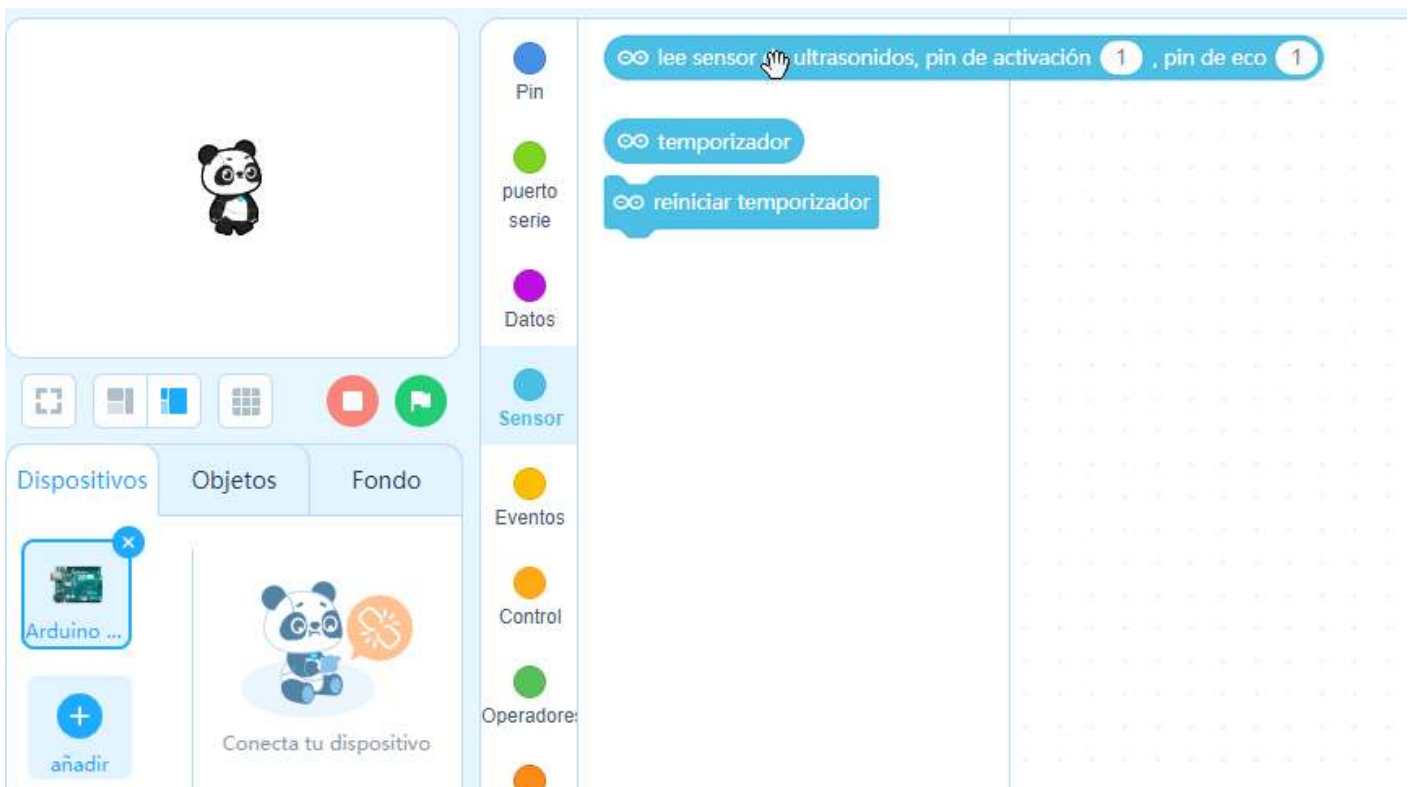 lee sensor ultrasonidos, pin de activación 1 , pin de eco 1
Pin
temporizador
puerto
serie
reiniciar temporizador
Datos
Sensor
Dispositivos
Objetos
Fondo
Eventos
Arduino ...
Control
Operadores
Conecta tu dispositivo
añadir